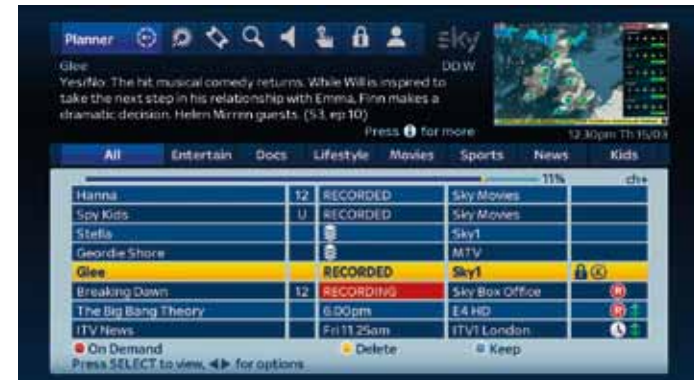 Planner
sky
Glee
DD.W
Yes/No: The hit musical comedy returns. While Will is inspired to
take the next step in his relationship with Emma, Finn makes a
dramatic decision. Helen Mirren guests. (S3, ep 10)
Press i for more
12.30pm Th 15/03
All Entertain Docs Lifestyle Movies Sports News Kids
11% ch+
Hanna 12 RECORDED Sky Movies
Spy Kids U RECORDED Sky Movies
Stella Sky1
Geordie Shore MTV
Glee RECORDED Sky1 K
Breaking Dawn 12 RECORDING Sky Box Office R
The Big Bang Theory 6.00pm E4 HD R
ITV News Fri 11.25am ITV1 London
On Demand Delete Keep
Press SELECT to view, ◀▶ for options